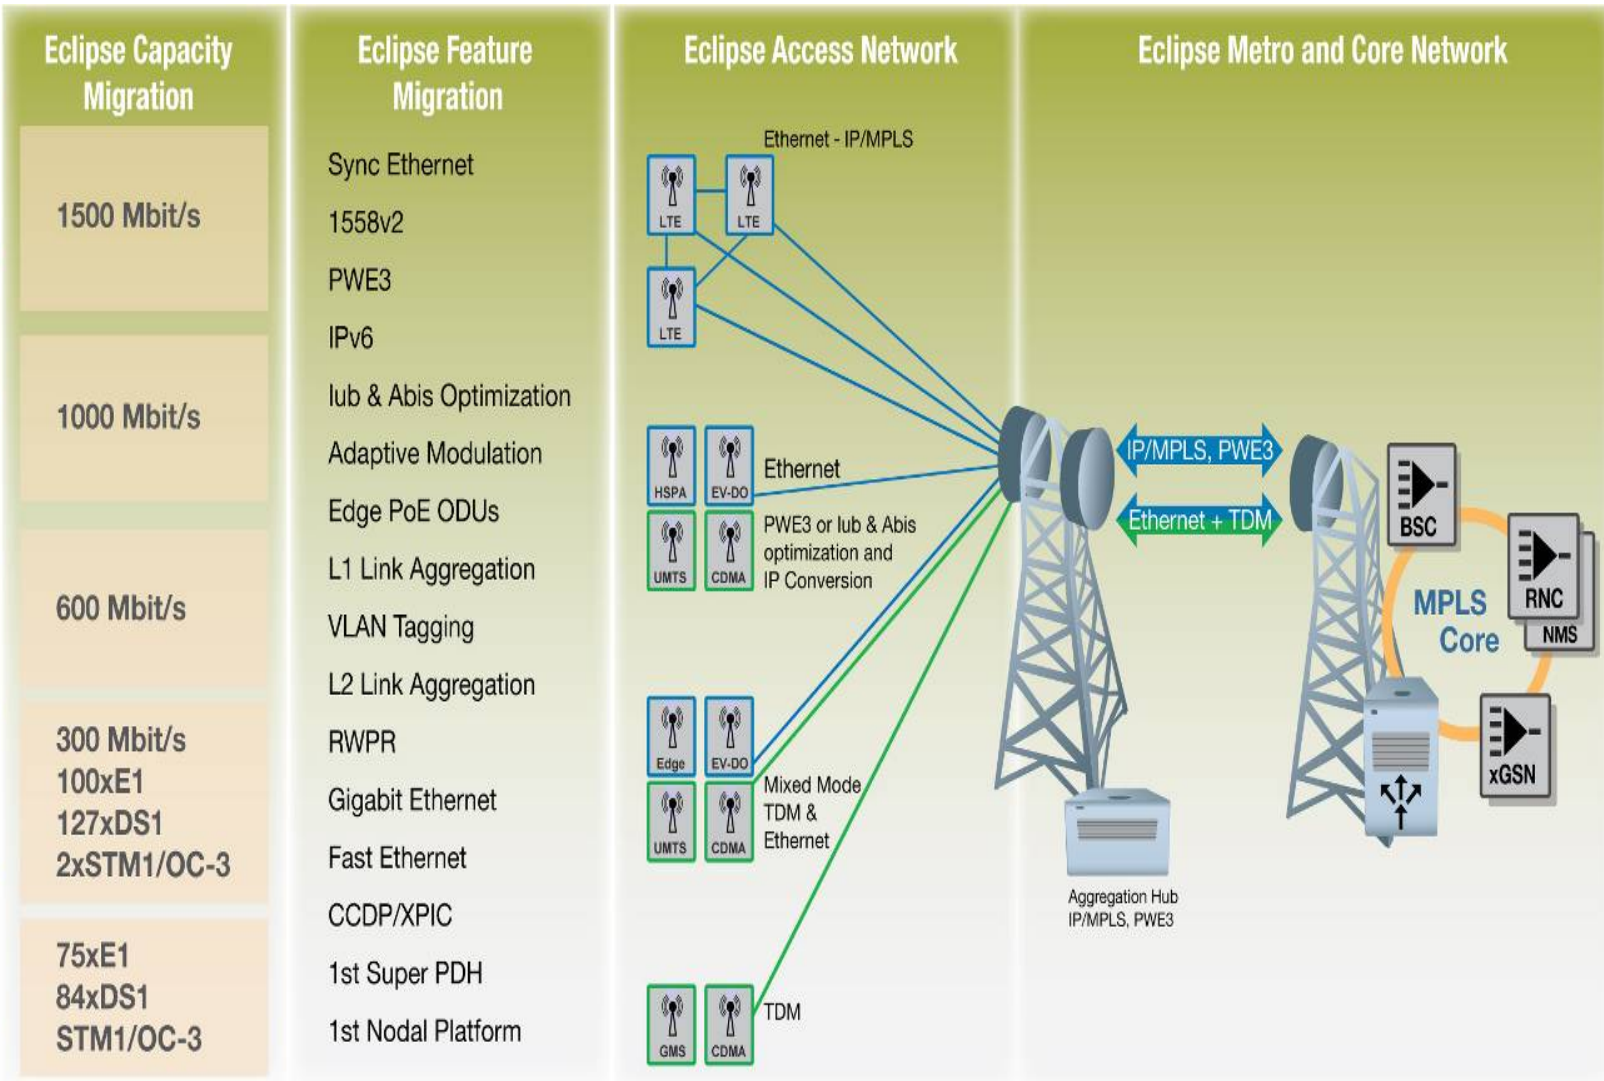 Eclipse Capacity
Migration
1500 Mbit/s
1000 Mbit/s
600 Mbit/s
300 Mbit/s
100xE1
127xDS1
2xSTM1/OC-3
75xE1
84xDS1
STM1/OC-3
Eclipse Feature
Migration
Sync Ethernet
1558v2
PWE3
IPv6
Iub & Abis Optimization
Adaptive Modulation
Edge PoE ODUs
L1 Link Aggregation
VLAN Tagging
L2 Link Aggregation
RWPR
Gigabit Ethernet
Fast Ethernet
CCDP/XPIC
1st Super PDH
1st Nodal Platform
Eclipse Access Network
Ethernet - IP/MPLS
LTE
LTE
LTE
HSPA
EV-DO
Ethernet
UMTS
CDMA
PWE3 or Iub & Abis
optimization and
IP Conversion
Edge
EV-DO
UMTS
CDMA
Mixed Mode
TDM &
Ethernet
GMS
CDMA
TDM
Eclipse Metro and Core Network
IP/MPLS, PWE3
Ethernet + TDM
Aggregation Hub
IP/MPLS, PWE3
BSC
RNC
NMS
MPLS
Core
xGSN